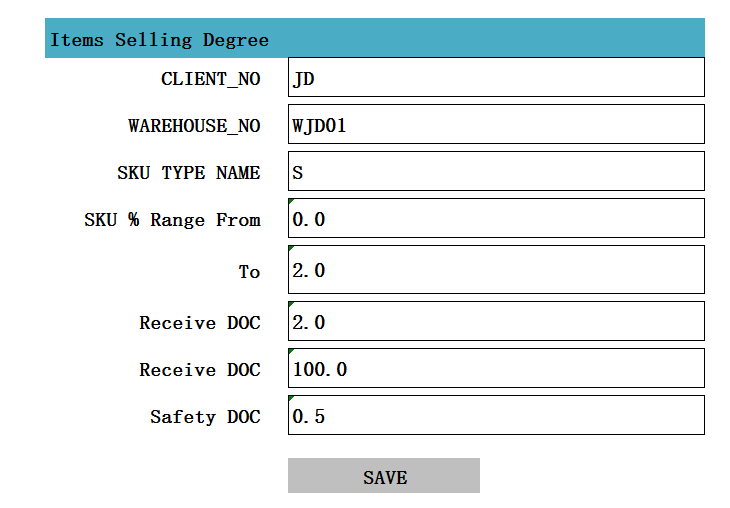 Items Selling Degree
CLIENT_NO JD
WAREHOUSE_NO WJD01
SKU TYPE NAME S
SKU % Range From 0.0
To 2.0
Receive DOC 2.0
Receive DOC 100.0
Safety DOC 0.5
SAVE